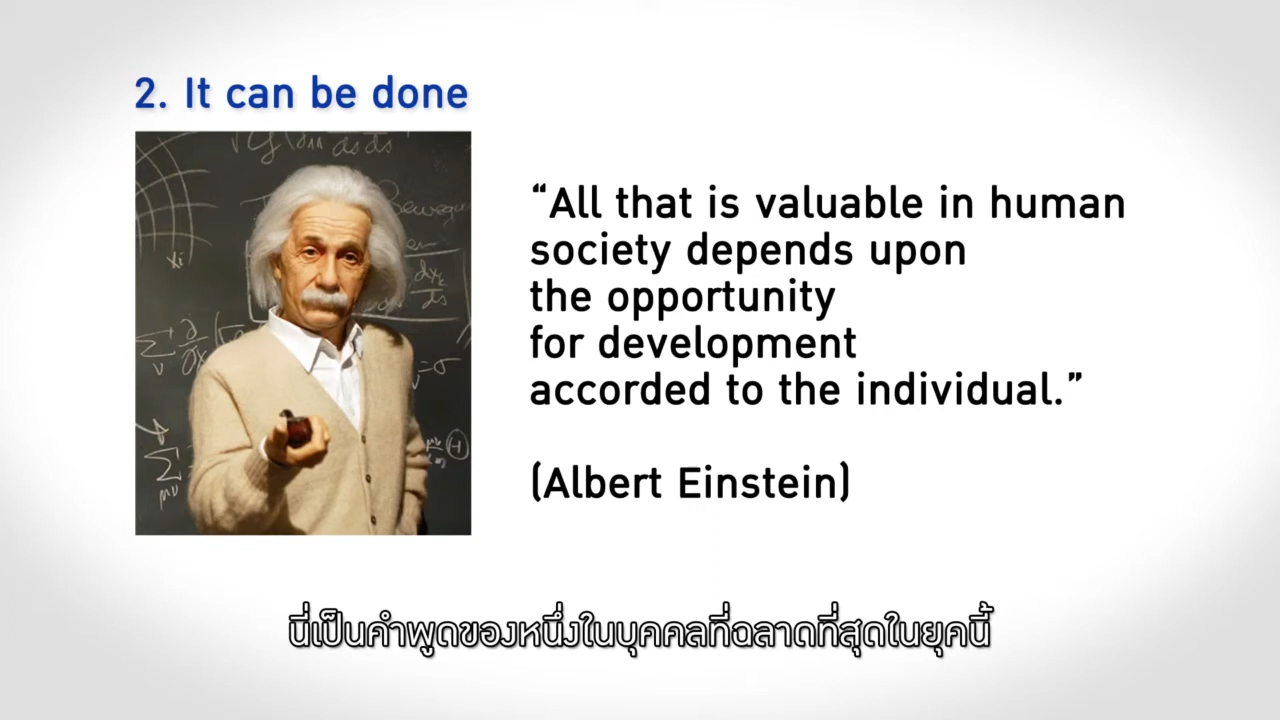 2. It can be done
“All that is valuable in human
society depends upon
the opportunity
for development
accorded to the individual.”
(Albert Einstein)
นี่เป็นคำพูดของหนึ่งในบุคคลที่ฉลาดที่สุดในยุคนี้